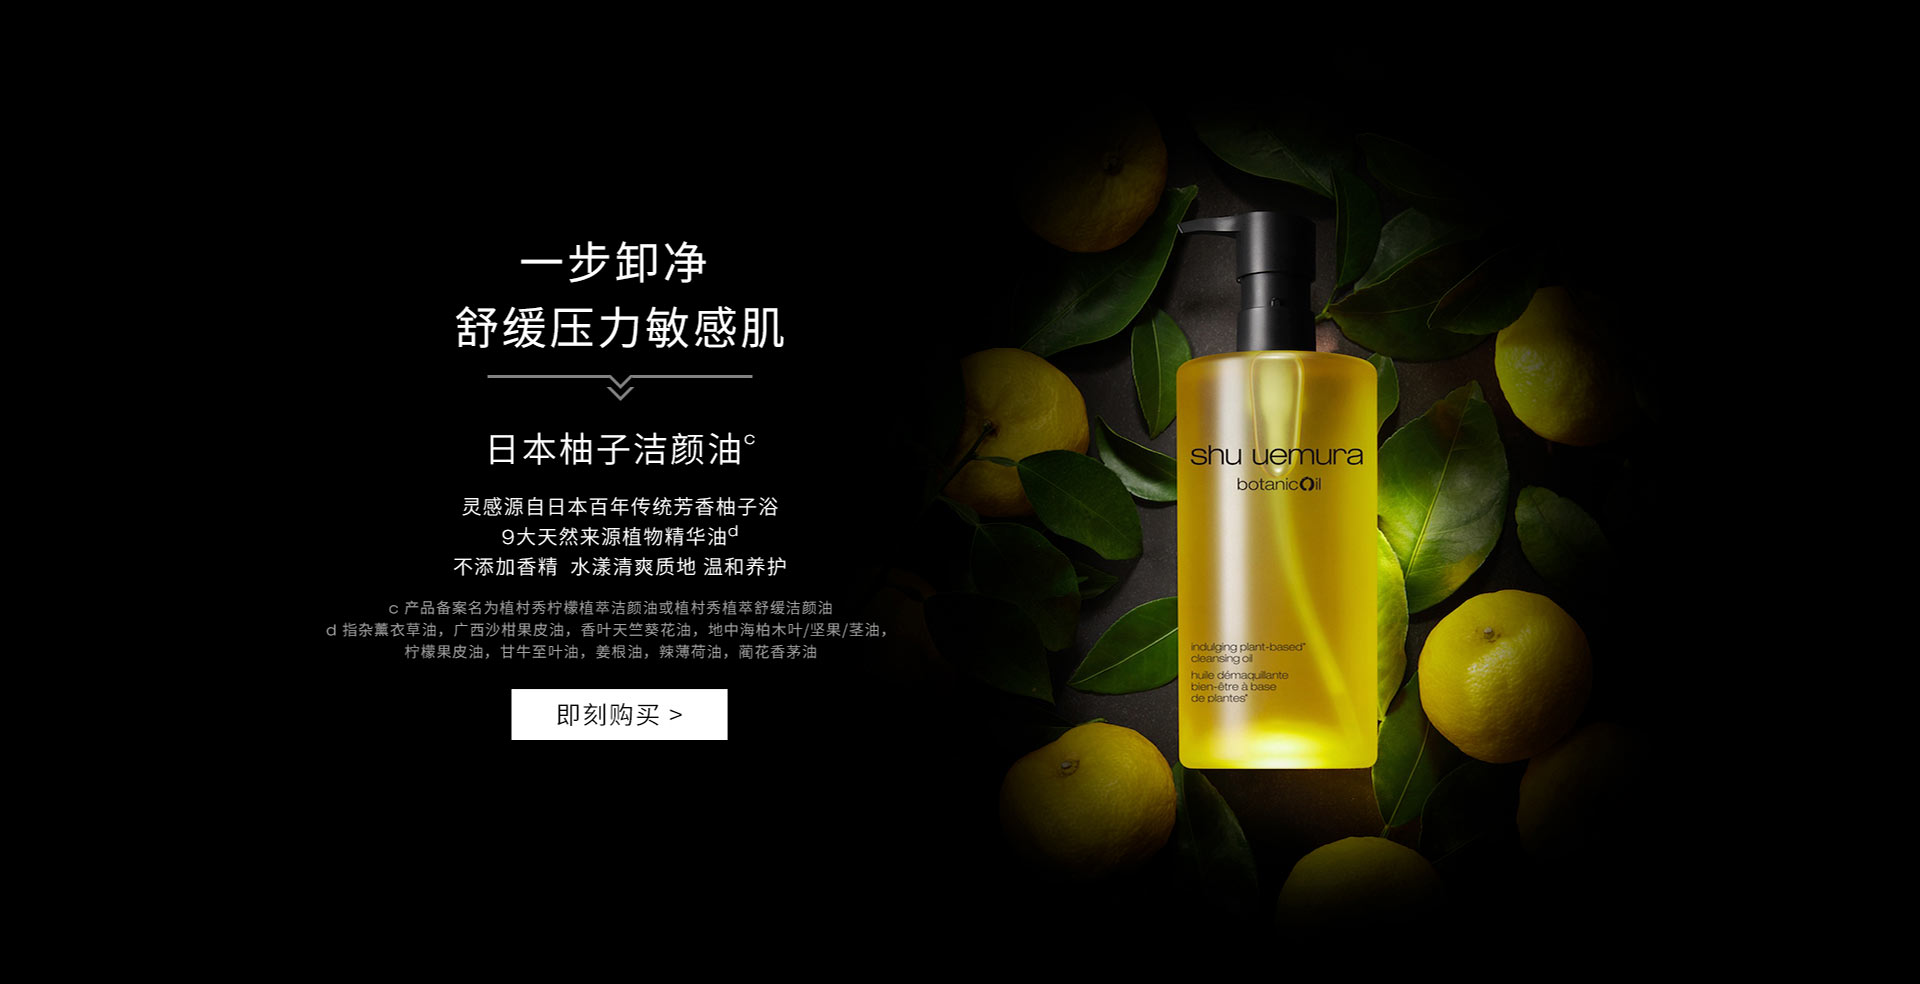 一步卸净
舒缓压力敏感肌
日本柚子洁颜油c
灵感源自日本百年传统芳香柚子浴
9大天然来源植物精华油d
不添加香精 水漾清爽质地 温和养护
c 产品备案名为植村秀柠檬植萃洁颜油或植村秀植萃舒缓洁颜油
d 指杂薰衣草油，广西沙柑果皮油，香叶天竺葵花油，地中海柏木叶/坚果/茎油，
柠檬果皮油，甘牛至叶油，姜根油，辣薄荷油，蔺花香茅油
即刻购买 >
shu uemura
botanicOil
indulging plant-based*
cleansing oil
huile démaquillante
bien-être à base
de plantes*